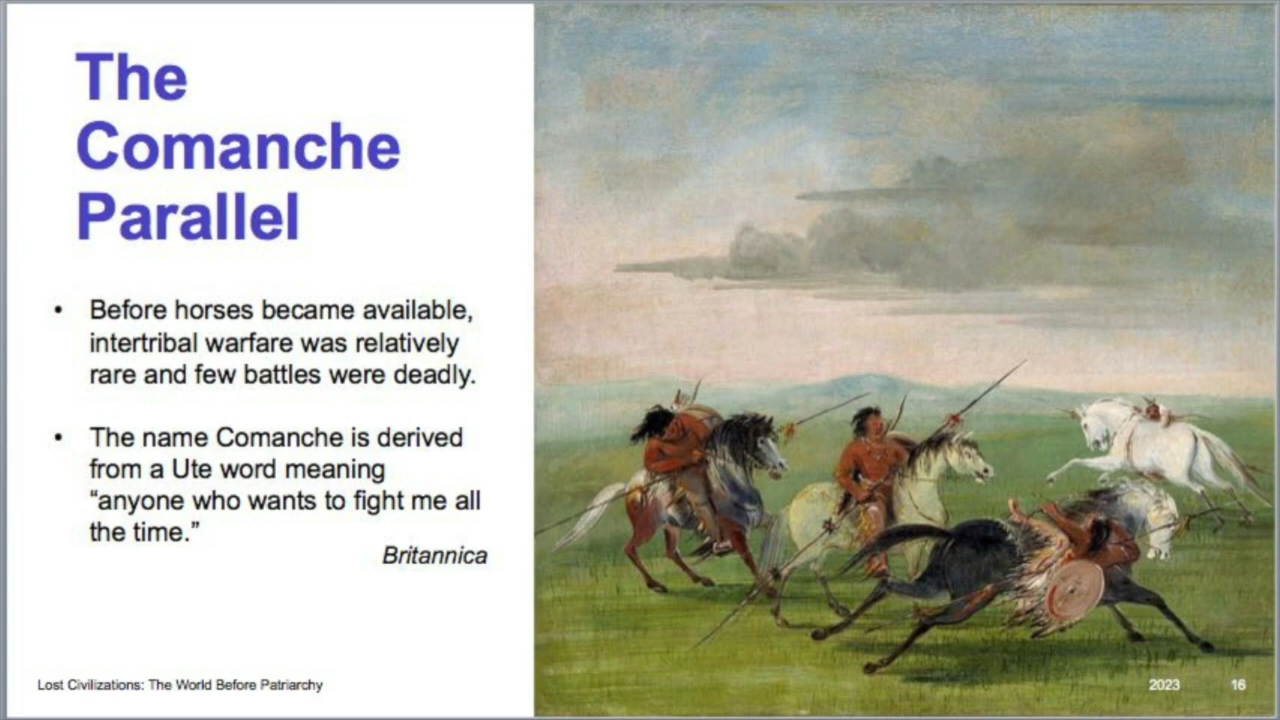 The
Comanche
Parallel
• Before horses became available,
intertribal warfare was relatively
rare and few battles were deadly.
• The name Comanche is derived
from a Ute word meaning
“anyone who wants to fight me all
the time.”
Britannica
Lost Civilizations: The World Before Patriarchy
2023
16